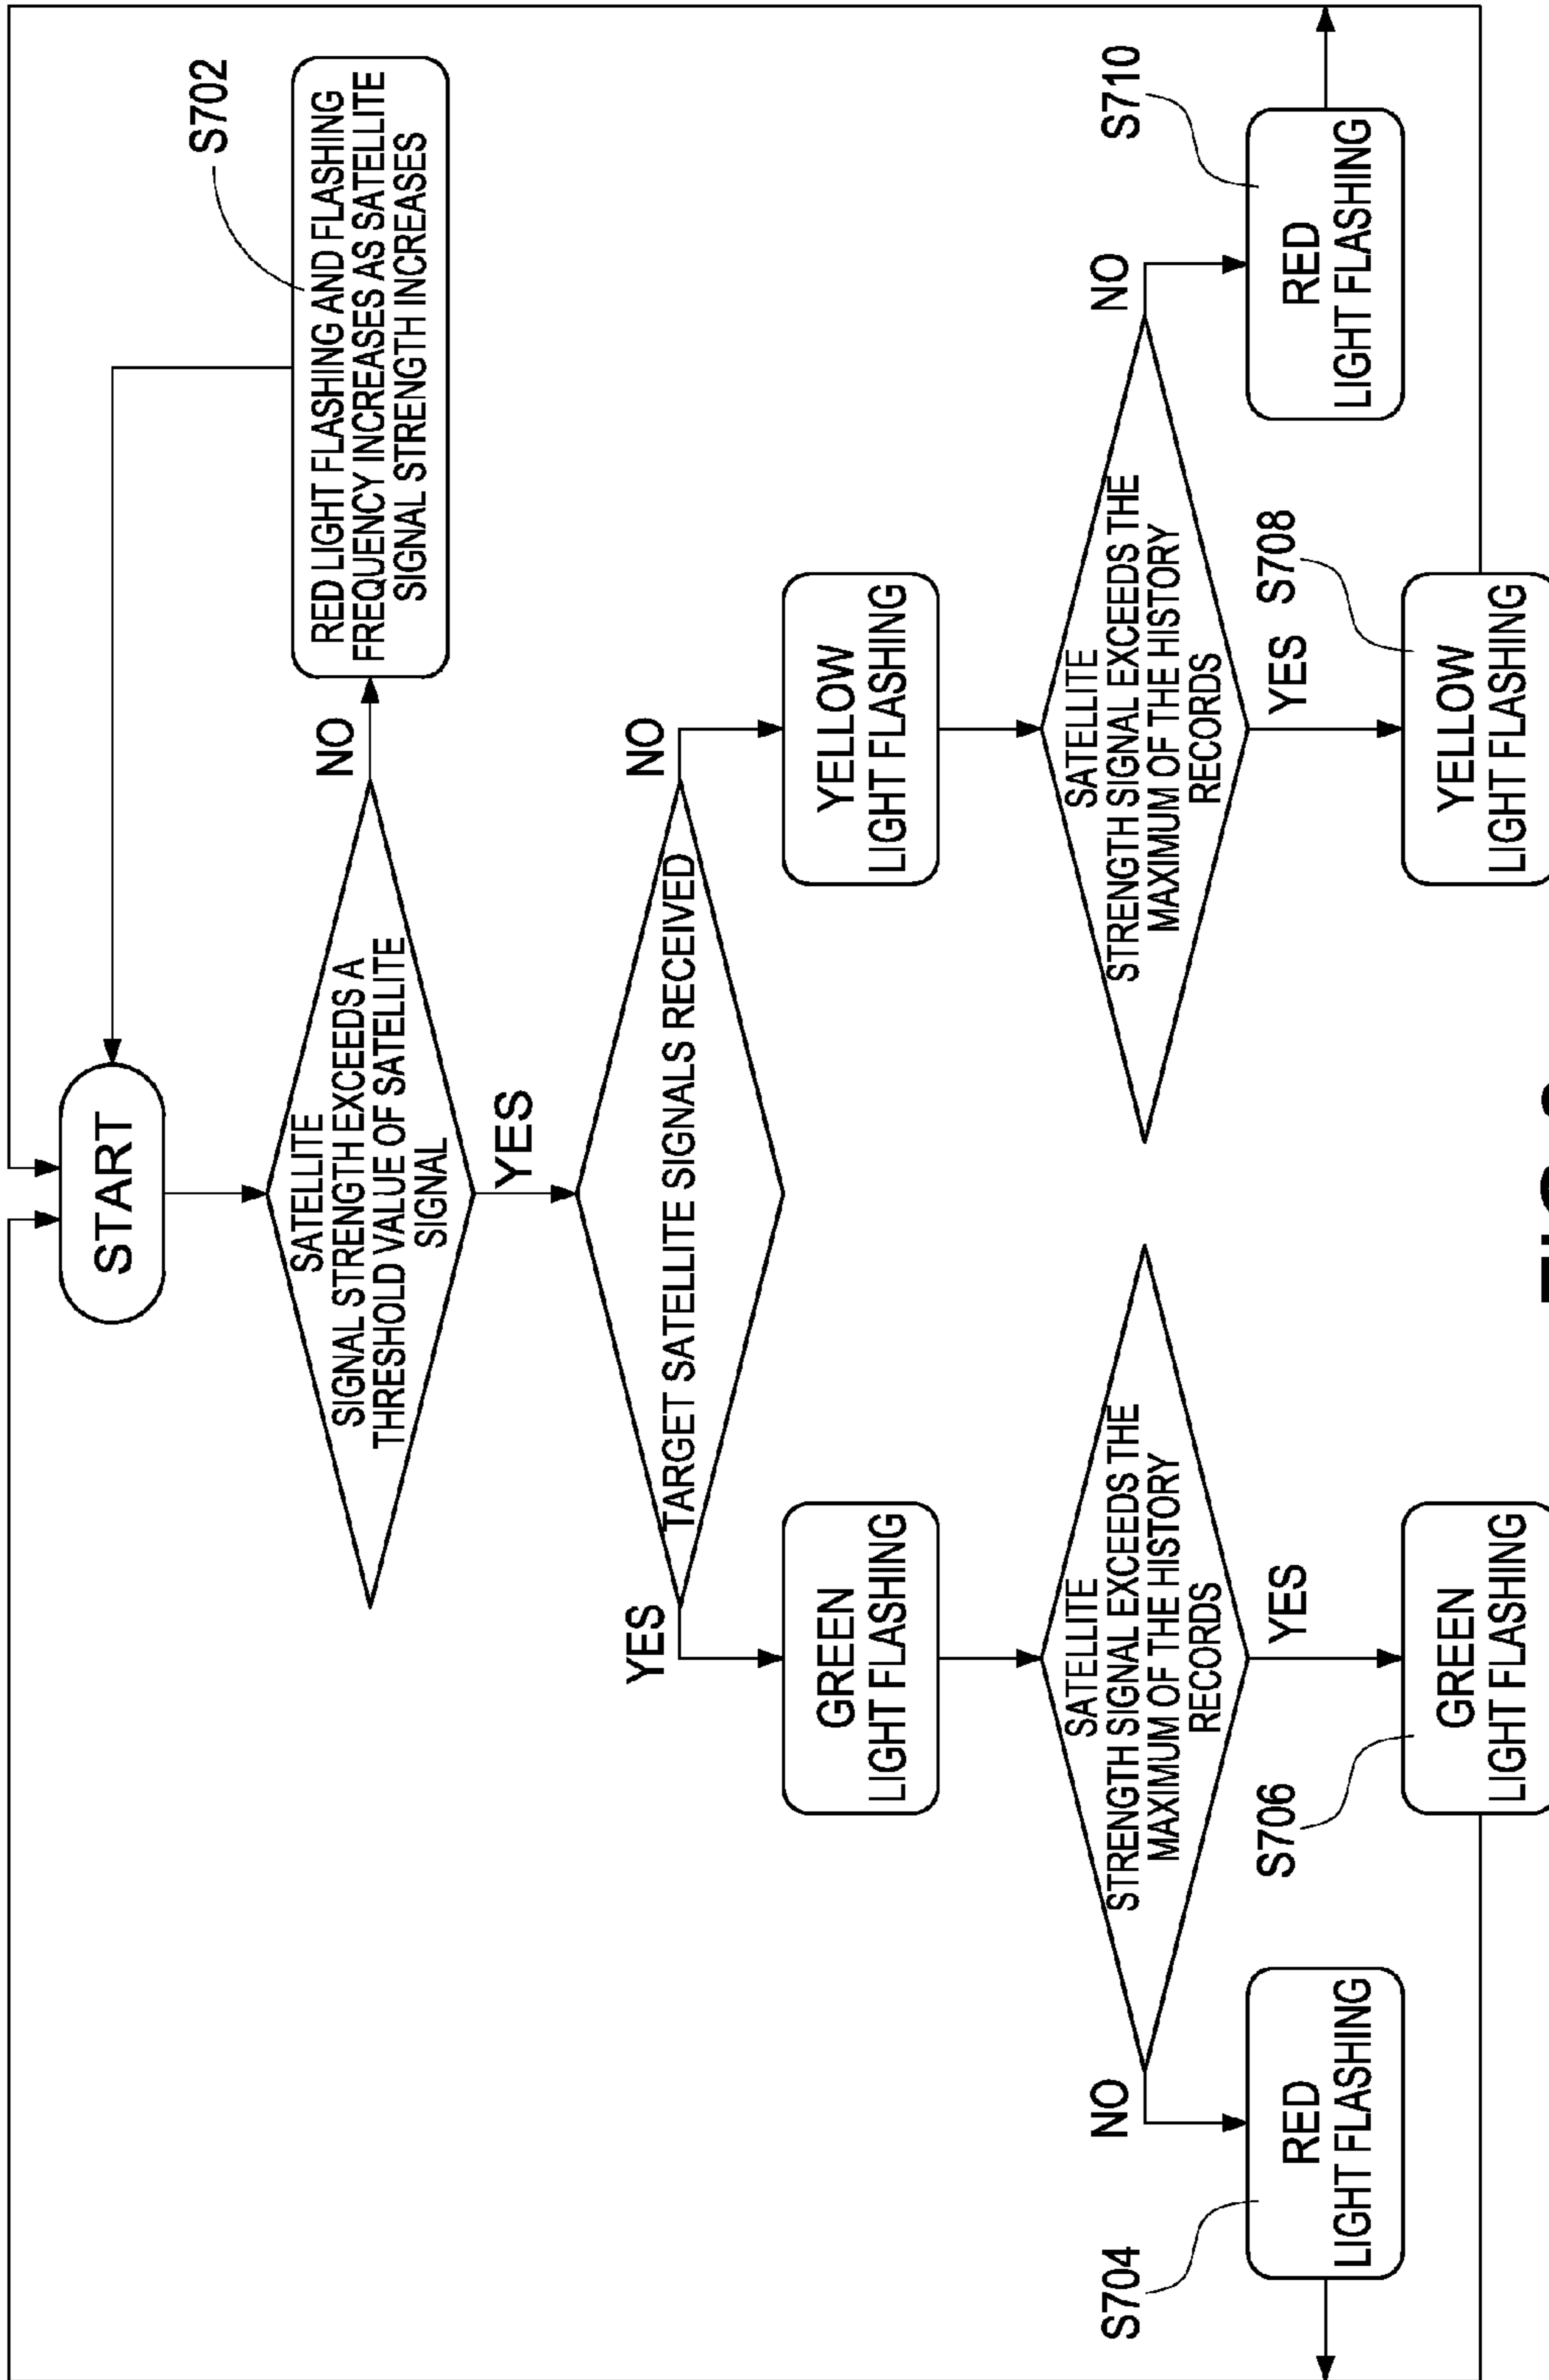 START
SATELLITE
SIGNAL STRENGTH EXCEEDS A
THRESHOLD VALUE OF SATELLITE
SIGNAL
NO
S702
RED LIGHT FLASHING AND FLASHING
FREQUENCY INCREASES AS SATELLITE
SIGNAL STRENGTH INCREASES
YES
TARGET SATELLITE SIGNALS RECEIVED
YES
NO
GREEN
LIGHT FLASHING
YELLOW
LIGHT FLASHING
SATELLITE
STRENGTH SIGNAL EXCEEDS THE
MAXIMUM OF THE HISTORY
RECORDS
NO
YES
SATELLITE
STRENGTH SIGNAL EXCEEDS THE
MAXIMUM OF THE HISTORY
RECORDS
NO
YES
S704
RED
LIGHT FLASHING
S706
GREEN
LIGHT FLASHING
S708
YELLOW
LIGHT FLASHING
S710
RED
LIGHT FLASHING